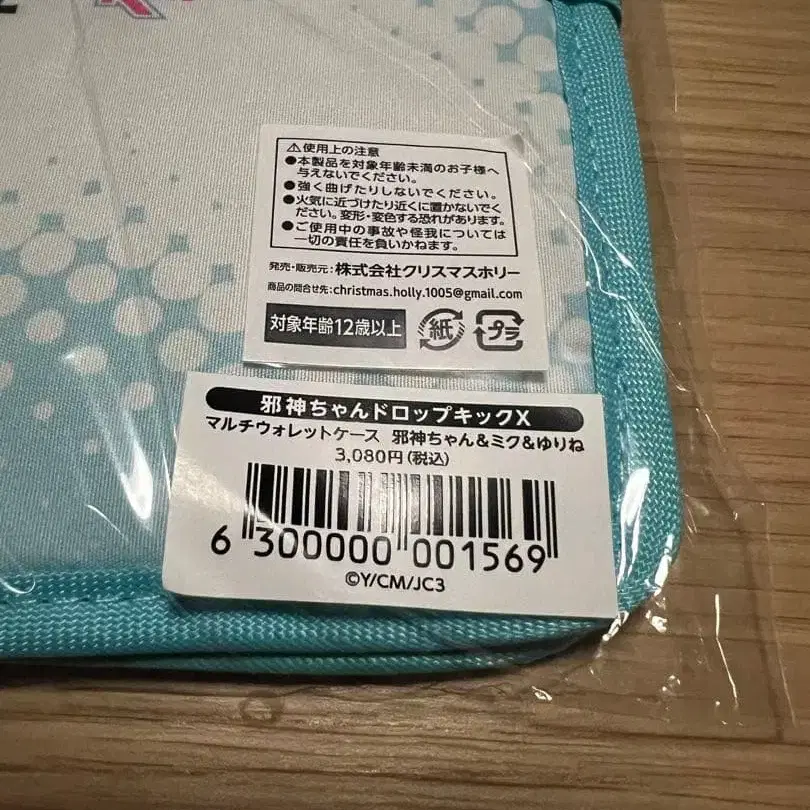 ⚠使用上の注意
●本製品を対象年齢未満のお子様へ
与えないでください。
●強く曲げたりしないでください。
●火気に近づけたり近くに置かないでく
ださい。変形・変色する恐れがあります。
●ご使用中の事故や怪我については
一切の責任を負いかねます。
発売・販売元：株式会社クリスマスホリー
商品の問合せ先：christmas.holly.1005@gmail.com
対象年齢12歳以上
紙
プラ
邪神ちゃんドロップキックX
マルチウォレットケース 邪神ちゃん&ミク&ゆりね
3,080円(税込)
6 300000 001569
©Y/CM/JC3